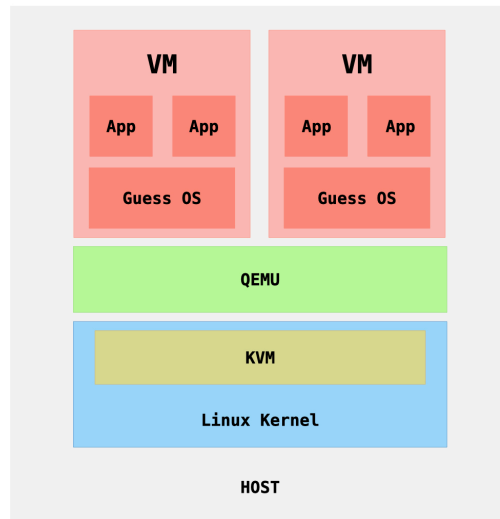 VM VM
App App App App
Guess OS Guess OS
QEMU
KVM
Linux Kernel
HOST